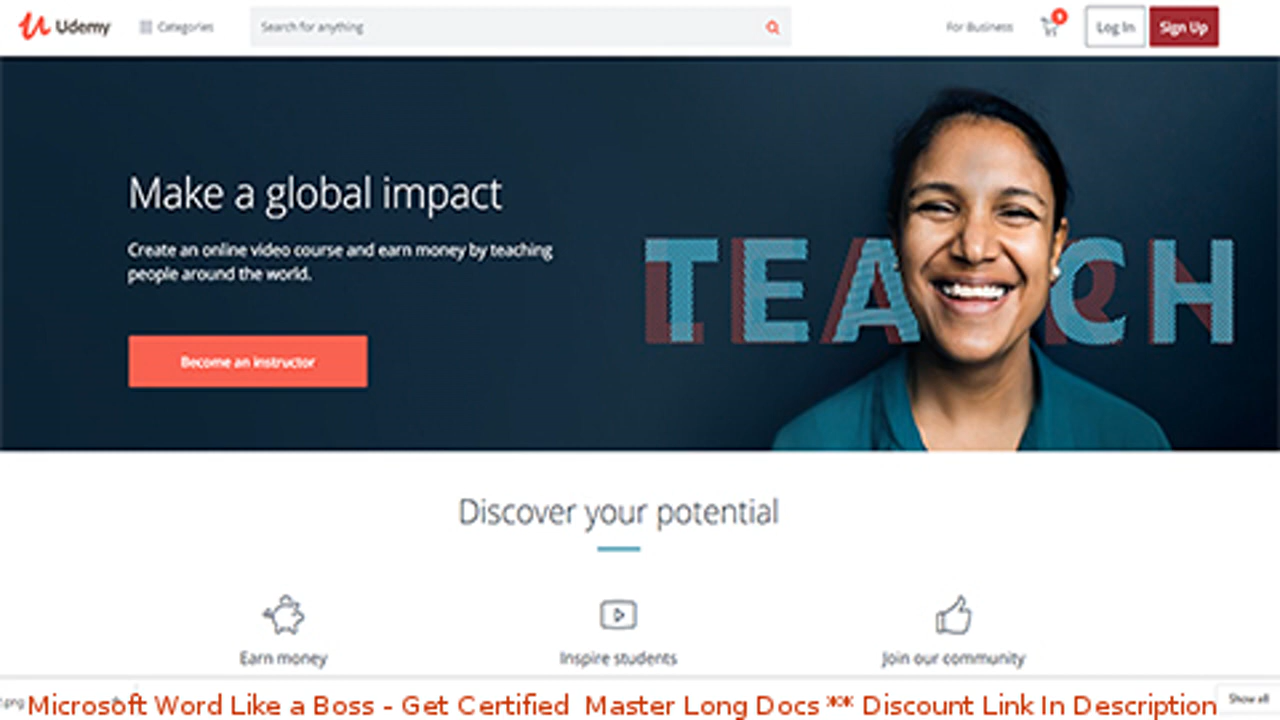 Udemy Categories Search for anything For Business Log In Sign Up
Make a global impact
Create an online video course and earn money by teaching
people around the world.
TEACH
Become an instructor
Discover your potential
Earn money Inspire students Join our community
Show all
Microsoft Word Like a Boss - Get Certified Master Long Docs ** Discount Link In Description